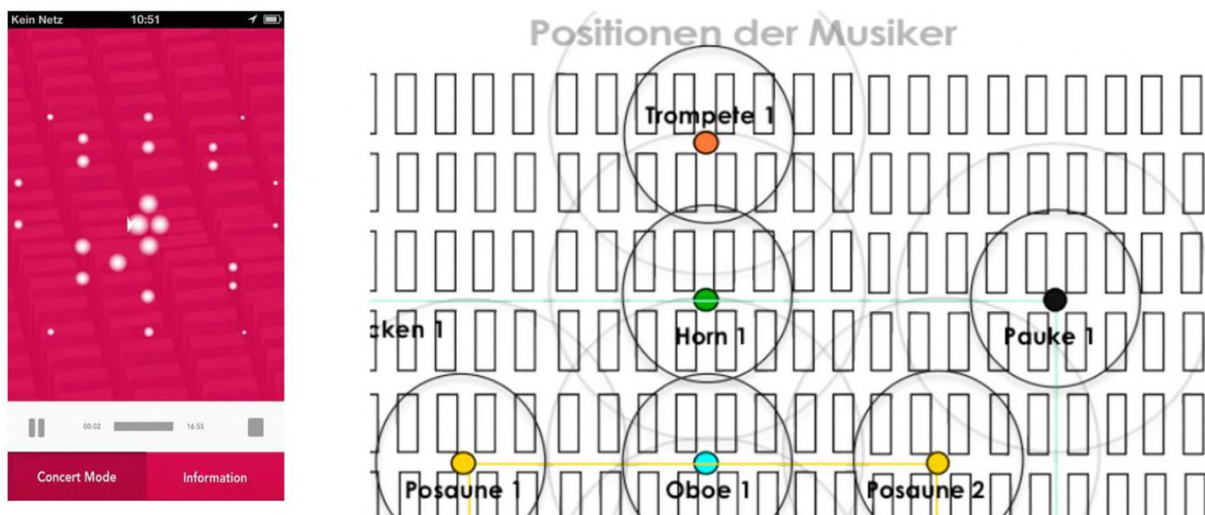 Kein Netz 10:51
00:02 16:55
Concert Mode Information
Positionen der Musiker
Trompete 1
cken 1 Horn 1 Pauke 1
Posaune 1 Oboe 1 Posaune 2